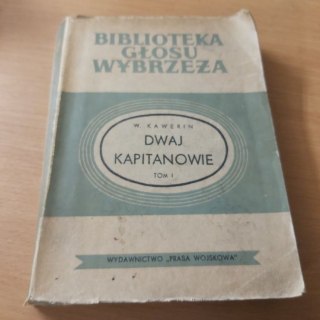 BIBLIOTEKA
GŁOSU
WYBRZEŻA
W. KAWERIN
DWAJ
KAPITANOWIE
TOM I
WYDAWNICTWO „PRASA WOJSKOWA"